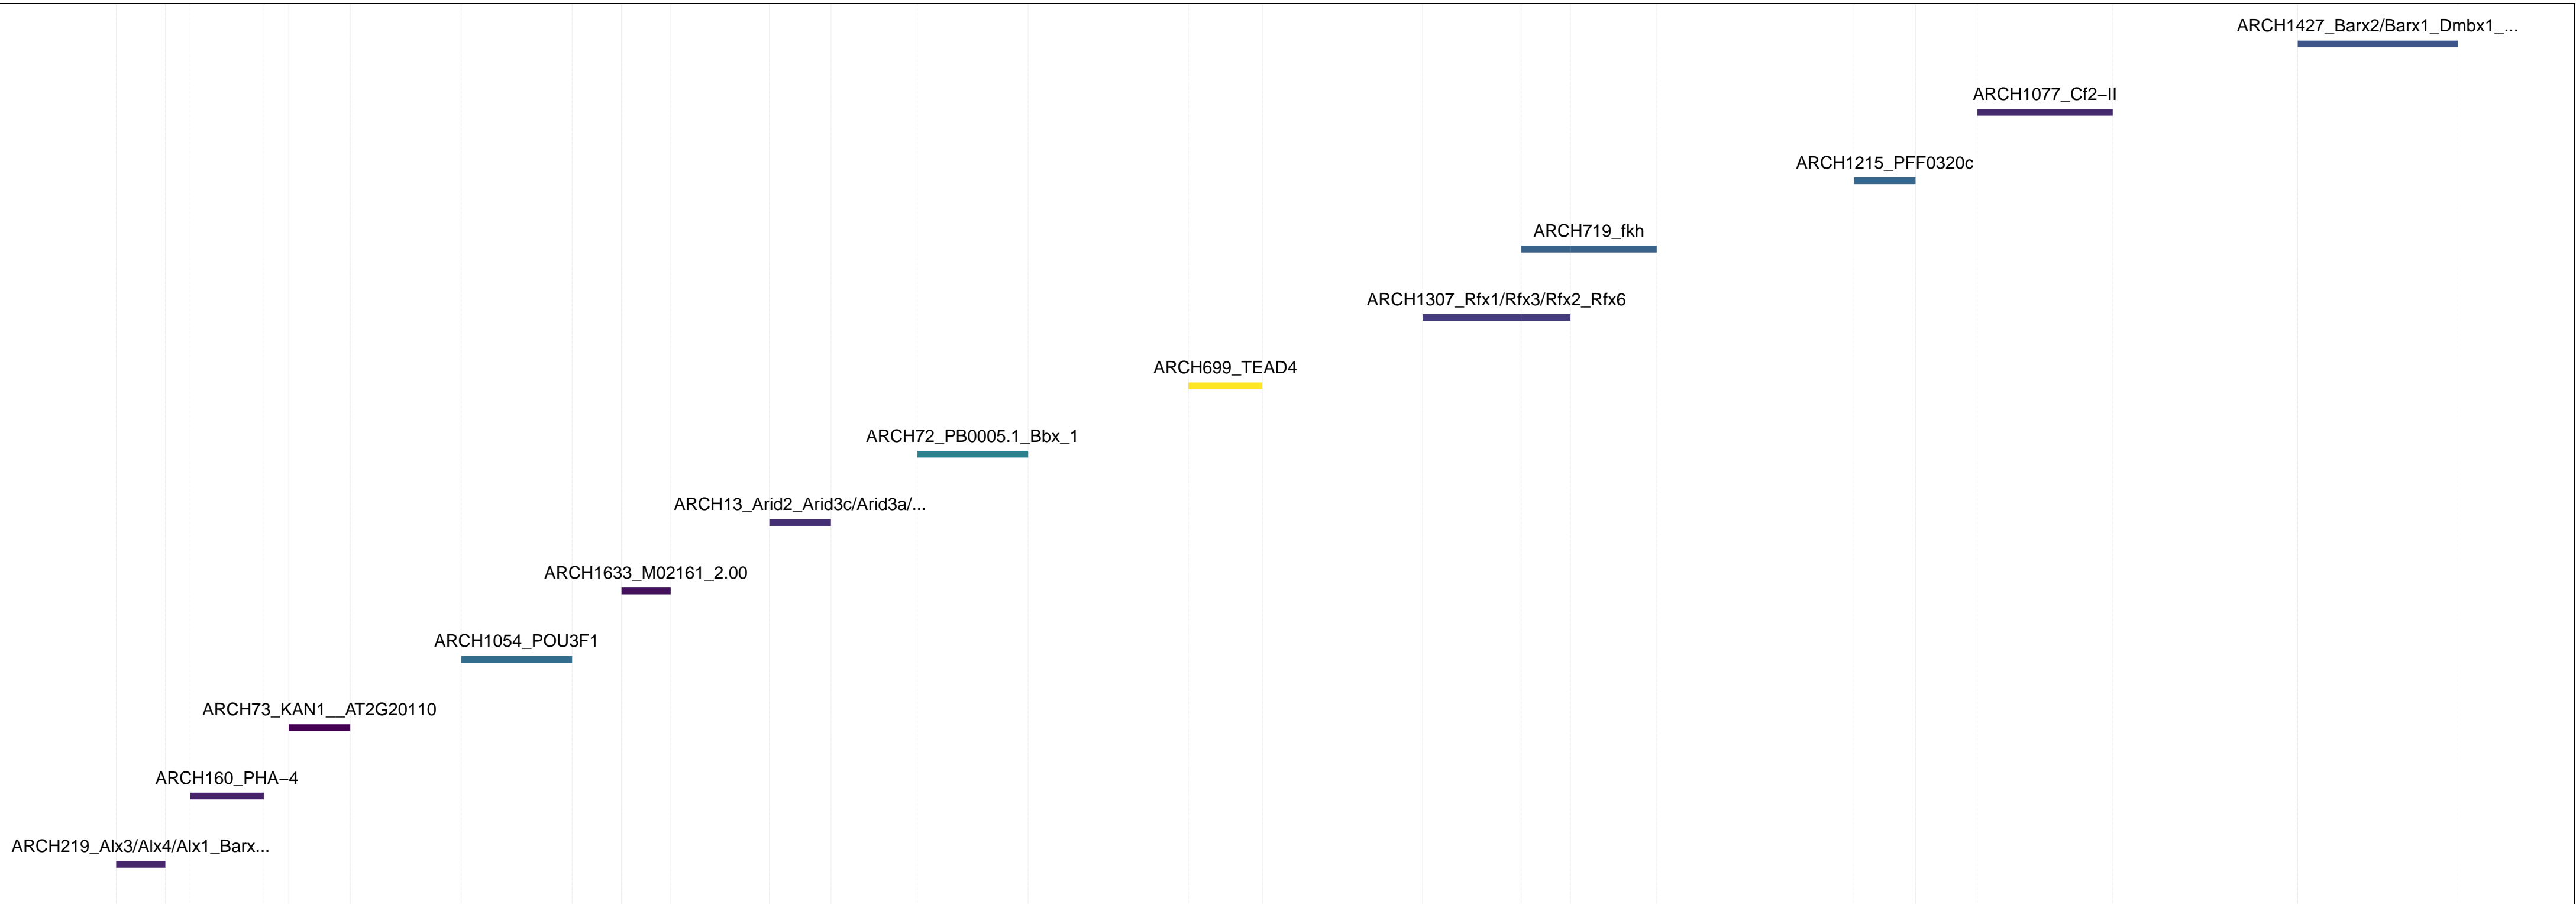 ARCH1427_Barx2/Barx1_Dmbx1_...
ARCH1077_Cf2−II
ARCH1215_PFF0320c
ARCH719_fkh
ARCH1307_Rfx1/Rfx3/Rfx2_Rfx6
ARCH699_TEAD4
ARCH72_PB0005.1_Bbx_1
ARCH13_Arid2_Arid3c/Arid3a/...
ARCH1633_M02161_2.00
ARCH1054_POU3F1
ARCH73_KAN1__AT2G20110
ARCH160_PHA−4
ARCH219_Alx3/Alx4/Alx1_Barx...